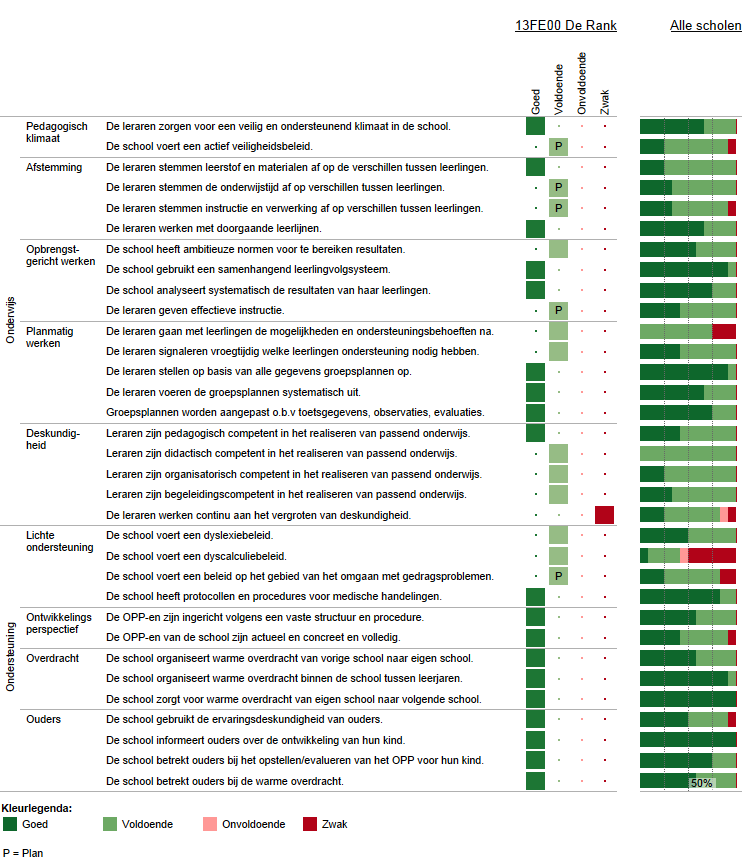 13FE00 De Rank Alle scholen
Goed Voldoende Onvoldoende Zwak
Onderwijs
Pedagogisch klimaat
De leraren zorgen voor een veilig en ondersteunend klimaat in de school.
De school voert een actief veiligheidsbeleid. P
Afstemming
De leraren stemmen leerstof en materialen af op de verschillen tussen leerlingen.
De leraren stemmen de onderwijstijd af op verschillen tussen leerlingen. P
De leraren stemmen instructie en verwerking af op verschillen tussen leerlingen. P
De leraren werken met doorgaande leerlijnen.
Opbrengst-
gericht werken
De school heeft ambitieuze normen voor te bereiken resultaten.
De school gebruikt een samenhangend leerlingvolgsysteem.
De school analyseert systematisch de resultaten van haar leerlingen.
De leraren geven effectieve instructie. P
Planmatig
werken
De leraren gaan met leerlingen de mogelijkheden en ondersteuningsbehoeften na.
De leraren signaleren vroegtijdig welke leerlingen ondersteuning nodig hebben.
De leraren stellen op basis van alle gegevens groepsplannen op.
De leraren voeren de groepsplannen systematisch uit.
Groepsplannen worden aangepast o.b.v toetsgegevens, observaties, evaluaties.
Deskundig-
heid
Leraren zijn pedagogisch competent in het realiseren van passend onderwijs.
Leraren zijn didactisch competent in het realiseren van passend onderwijs.
Leraren zijn organisatorisch competent in het realiseren van passend onderwijs.
Leraren zijn begeleidingscompetent in het realiseren van passend onderwijs.
De leraren werken continu aan het vergroten van deskundigheid.
Ondersteuning
Lichte
ondersteuning
De school voert een dyslexiebeleid.
De school voert een dyscalculiebeleid.
De school voert een beleid op het gebied van het omgaan met gedragsproblemen. P
De school heeft protocollen en procedures voor medische handelingen.
Ontwikkelings
perspectief
De OPP-en zijn ingericht volgens een vaste structuur en procedure.
De OPP-en van de school zijn actueel en concreet en volledig.
Overdracht
De school organiseert warme overdracht van vorige school naar eigen school.
De school organiseert warme overdracht binnen de school tussen leerjaren.
De school zorgt voor warme overdracht van eigen school naar volgende school.
Ouders
De school gebruikt de ervaringsdeskundigheid van ouders.
De school informeert ouders over de ontwikkeling van hun kind.
De school betrekt ouders bij het opstellen/evalueren van het OPP voor hun kind.
De school betrekt ouders bij de warme overdracht.
50%
Kleurlegenda:
Goed Voldoende Onvoldoende Zwak
P = Plan